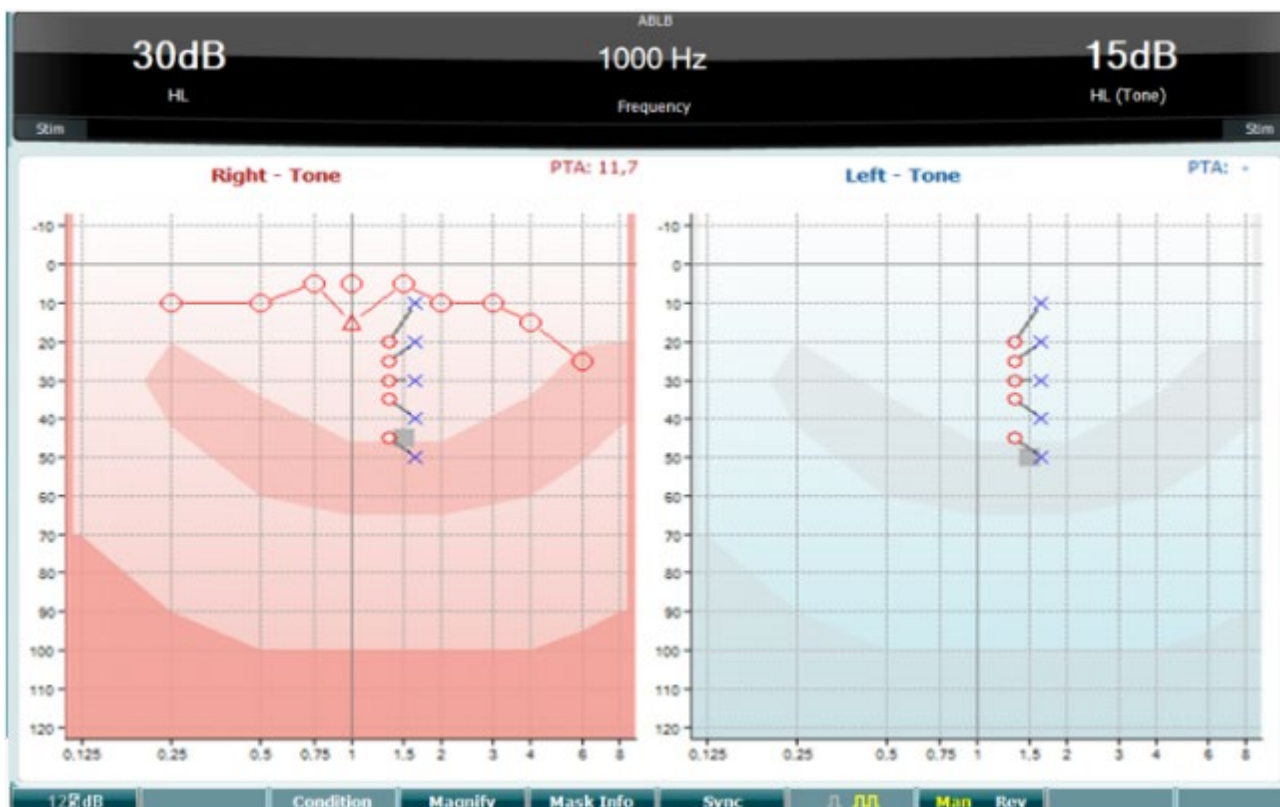 ABLB
30dB 1000 Hz 15dB
HL Frequency HL (Tone)
Stim Stim
Right - Tone PTA: 11,7 Left - Tone PTA: -
-10 -10
0 0
10 10
20 20
30 30
40 40
50 50
60 60
70 70
80 80
90 90
100 100
110 110
120 120
0.125 0.25 0.5 0.75 1 1.5 2 3 4 6 8 0.125 0.25 0.5 0.75 1 1.5 2 3 4 6 8
Condition Magnify Mask Info Sync Man Rev